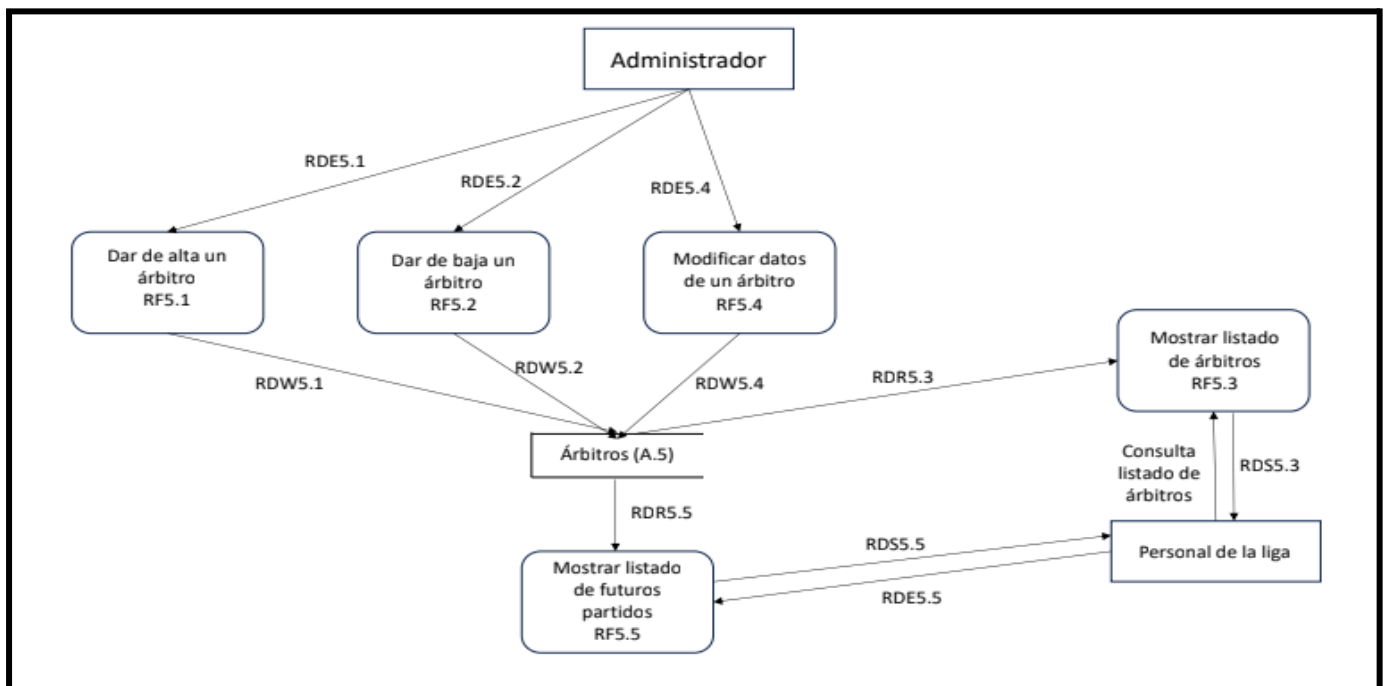 Administrador
RDE5.1
RDE5.2
RDE5.4
Dar de alta un
árbitro
RF5.1
Dar de baja un
árbitro
RF5.2
Modificar datos
de un árbitro
RF5.4
Mostrar listado
de árbitros
RF5.3
RDW5.1
RDW5.2
RDW5.4
RDR5.3
Árbitros (A.5)
Consulta
listado de
árbitros
RDS5.3
RDR5.5
RDS5.5
Personal de la liga
Mostrar listado
de futuros
partidos
RF5.5
RDE5.5